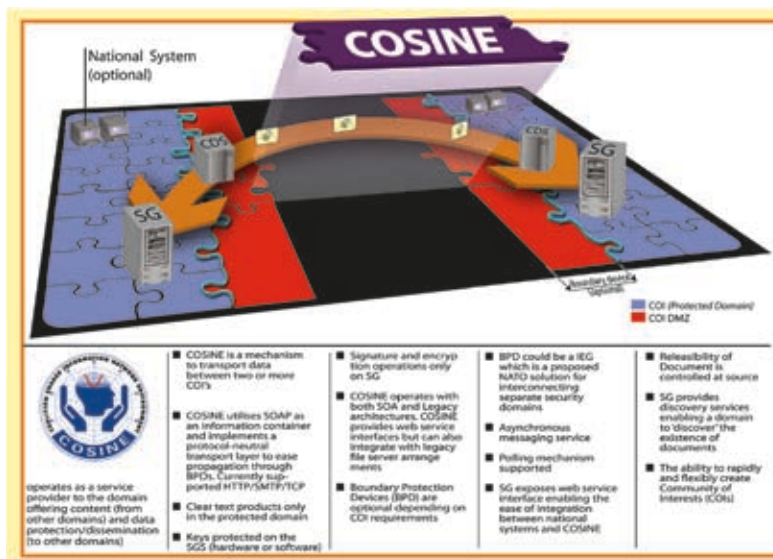 COSINE
National System
(optional)
CDS
CDS
SG
SG
Boundary Device
(optional)
COI (Protected Domain)
COI DMZ
COSINE
operates as a service
provider to the domain
offering content (from
other domains) and data
protection/dissemination
(to other domains)
■ COSINE is a mechanism
to transport data
between two or more
COI's
■ COSINE utilises SOAP as
an information container
and implements a
protocol-neutral
transport layer to ease
propagation through
BPDs. Currently sup-
ported HTTP/SMTP/TCP
■ Clear text products only
in the protected domain
■ Keys protected on the
SGS (hardware or software)
■ Signature and encryp
tion operations only
on SG
■ COSINE operates with
both SOA and Legacy
architectures. COSINE
provides web service
interfaces but can also
integrate with legacy
file server arrange
ments
■ Boundary Protection
Devices (BPD) are
optional depending on
COI requirements
■ BPD could be a IEG
which is a proposed
NATO solution for
interconnecting
separate security
domains
■ Asynchronous
messaging service
■ Polling mechanism
supported
■ SG exposes web service
interface enabling the
ease of integration
between national
systems and COSINE
■ Releasibility of
Document is
controlled at source
■ SG provides
discovery services
enabling a domain
to 'discover' the
existence of
documents
■ The ability to rapidly
and flexibly create
Community of
Interests (COIs)